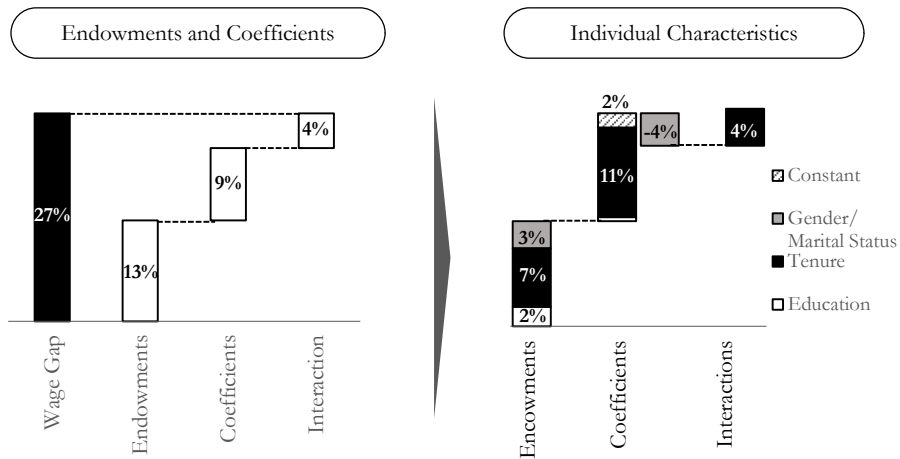 Endowments and Coefficients
27%
13%
9%
4%
Wage Gap
Endowments
Coefficients
Interaction
Individual Characteristics
3%
7%
2%
2%
11%
-4%
4%
Encowments
Coefficients
Interactions
Constant
Gender/
Marital Status
Tenure
Education